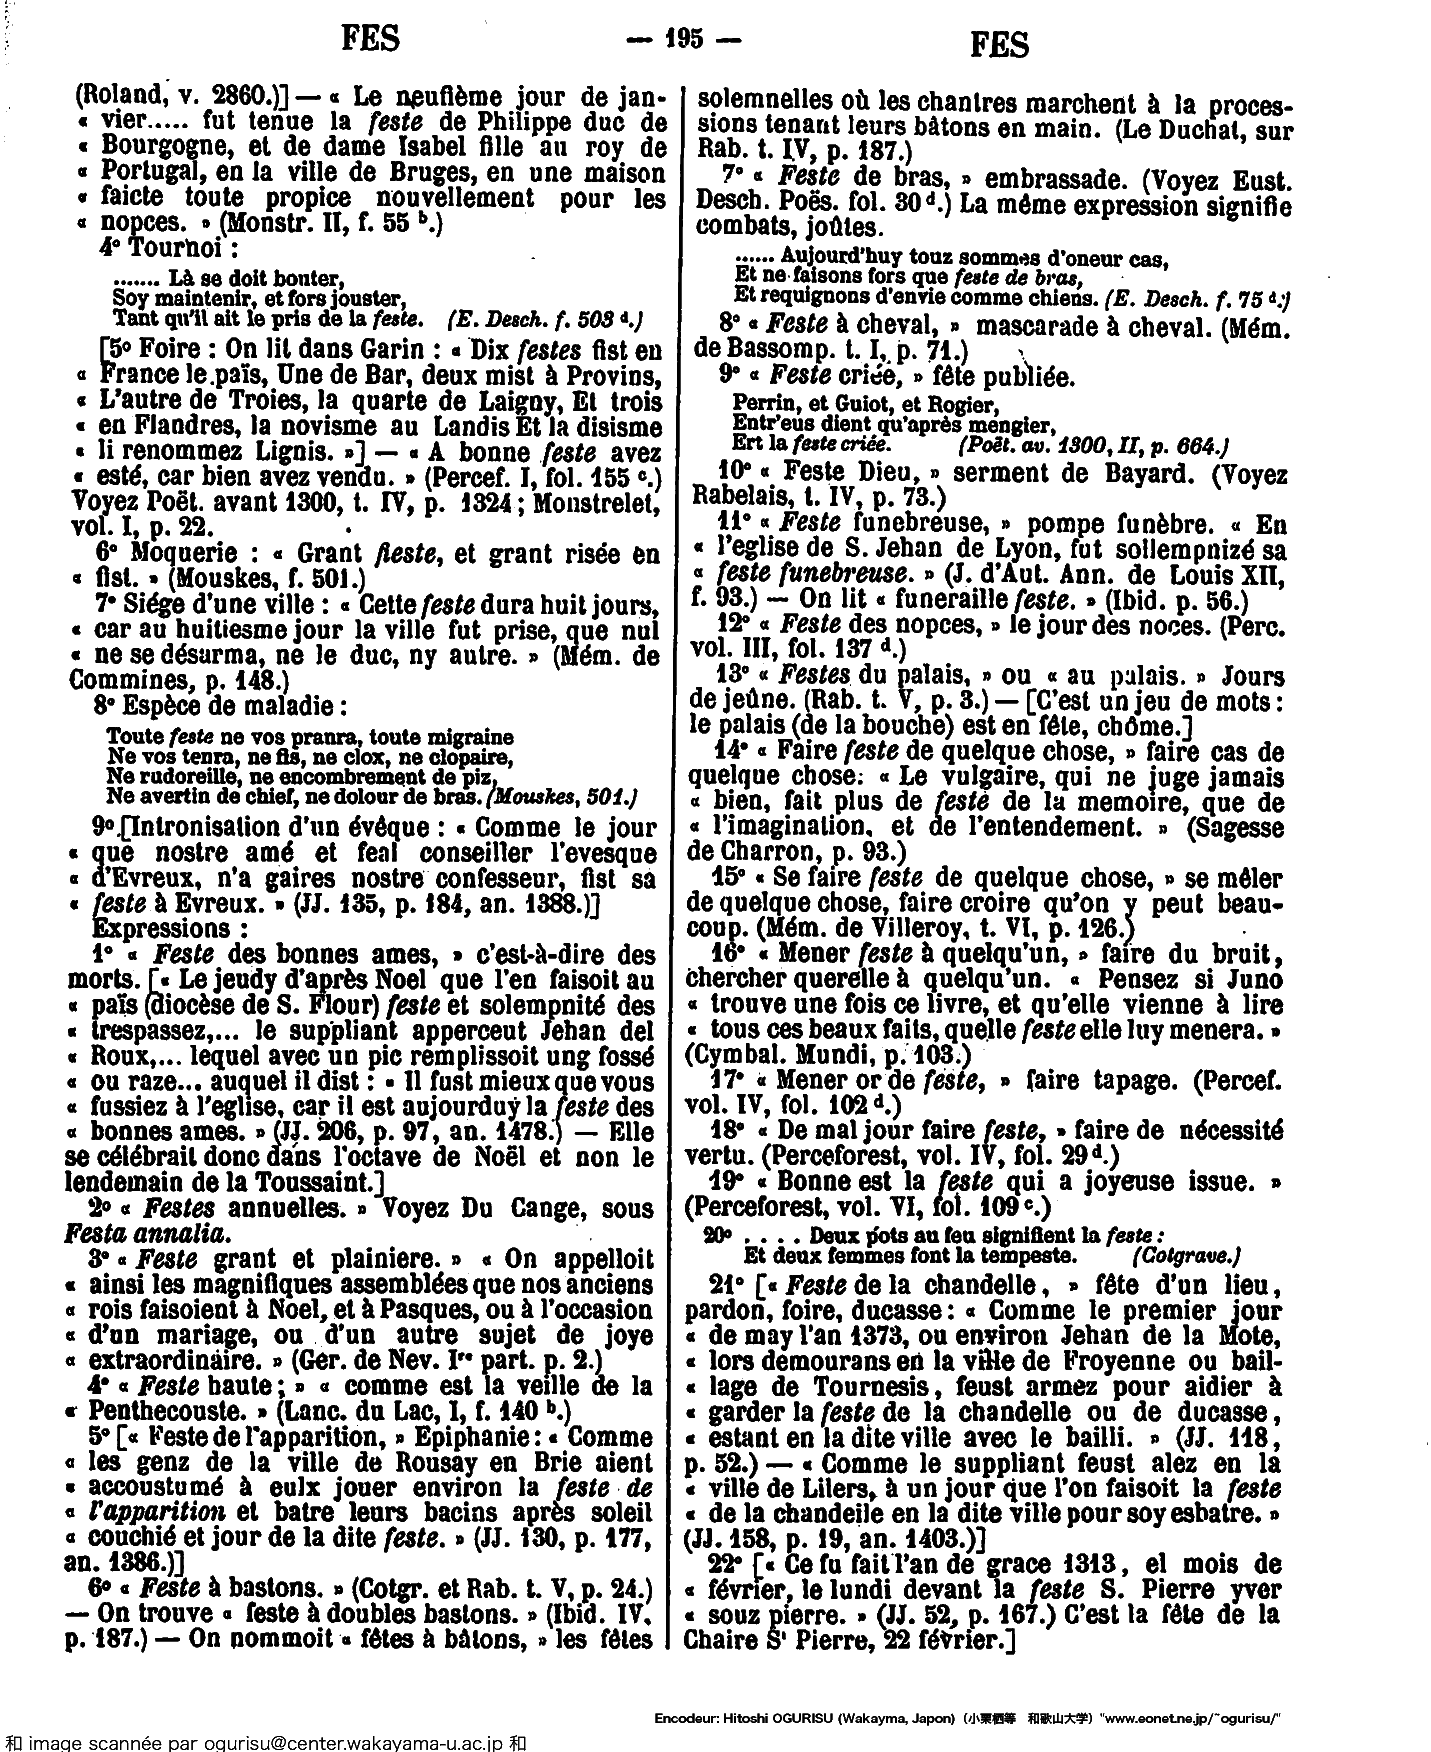 FES
— 195 —
FES
(Roland, v. 2860.)] — « Le neufième jour de jan-
« vier..... fut tenue la feste de Philippe duc de
« Bourgogne, et de dame Isabel fille au roy de
« Portugal, en la ville de Bruges, en une maison
« faicte toute propice nouvellement pour les
« nopces. » (Monstr. II, f. 55 b.)
4° Tournoi :
....... Là se doit bouter,
Soy maintenir, et fors jouster,
Tant qu'il ait le pris de la feste. (E. Desch. f. 503 d.)
[5° Foire : On lit dans Garin : « Dix festes fist en
« France le païs, Une de Bar, deux mist à Provins,
« L'autre de Troies, la quarte de Laigny, Et trois
« en Flandres, la novisme au Landis Et la disisme
« li renommez Lignis. »] — « A bonne feste avez
« esté, car bien avez vendu. » (Percef. I, fol. 155 c.)
Voyez Poët. avant 1300, t. IV, p. 1324 ; Monstrelet,
vol. I, p. 22.
6° Moquerie : « Grant fieste, et grant risée en
« fist. » (Mouskes, f. 501.)
7° Siége d'une ville : « Cette feste dura huit jours,
« car au huitiesme jour la ville fut prise, que nul
« ne se désarma, ne le duc, ny autre. » (Mém. de
Commines, p. 148.)
8° Espèce de maladie :
Toute feste ne vos pranra, toute migraine
Ne vos tenra, ne fis, ne clox, ne clopaire,
Ne rudoreille, ne encombrement de piz,
Ne avertin de chief, ne dolour de bras. (Mouskes, 501.)
9° [Intronisation d'un évêque : « Comme le jour
« que nostre amé et feal conseiller l'evesque
« d'Evreux, n'a gaires nostre confesseur, fist sa
« feste à Evreux. » (JJ. 135, p. 184, an. 1388.)]
Expressions :
1° « Feste des bonnes ames, » c'est-à-dire des
morts. [« Le jeudy d'après Noel que l'en faisoit au
« païs (diocèse de S. Flour) feste et solempnité des
« trespassez,... le suppliant apperceut Jehan del
« Roux,... lequel avec un pic remplissoit ung fossé
« ou raze... auquel il dist : « Il fust mieux que vous
« fussiez à l'eglise, car il est aujourduy la feste des
« bonnes ames. » (JJ. 206, p. 97, an. 1478.) — Elle
se célébrait donc dans l'octave de Noël et non le
lendemain de la Toussaint.]
2° « Festes annuelles. » Voyez Du Cange, sous
Festa annalia.
3° « Feste grant et plainiere. » « On appelloit
« ainsi les magnifiques assemblées que nos anciens
« rois faisoient à Noel, et à Pasques, ou à l'occasion
« d'un mariage, ou d'un autre sujet de joye
« extraordinaire. » (Ger. de Nev. Ire part. p. 2.)
4° « Feste haute ; » « comme est la veille de la
« Penthecouste. » (Lanc. du Lac, I, f. 140 b.)
5° [« Feste de l'apparition, » Epiphanie : « Comme
« les genz de la ville de Rousay en Brie aient
« accoustumé à eulx jouer environ la feste de
« l'apparition et batre leurs bacins après soleil
« couchié et jour de la dite feste. » (JJ. 130, p. 177,
an. 1386.)]
6° « Feste à bastons. » (Cotgr. et Rab. t. V, p. 24.)
— On trouve « feste à doubles bastons. » (Ibid. IV,
p. 187.) — On nommoit « fêtes à bâtons, » les fêtes
solemnelles où les chantres marchent à la proces-
sions tenant leurs bâtons en main. (Le Duchat, sur
Rab. t. IV, p. 187.)
7° « Feste de bras, » embrassade. (Voyez Eust.
Desch. Poës. fol. 30 d.) La même expression signifie
combats, joûtes.
...... Aujourd'huy touz sommes d'oneur cas,
Et ne faisons fors que feste de bras,
Et requignons d'envie comme chiens. (E. Desch. f. 75 d.)
8° « Feste à cheval, » mascarade à cheval. (Mém.
de Bassomp. t. I, p. 71.)
9° « Feste criée, » fête publiée.
Perrin, et Guiot, et Rogier,
Entr'eus dient qu'après mengier,
Ert la feste criée. (Poët. av. 1300, II, p. 664.)
10° « Feste Dieu, » serment de Bayard. (Voyez
Rabelais, t. IV, p. 73.)
11° « Feste funebreuse, » pompe funèbre. « En
« l'eglise de S. Jehan de Lyon, fut sollempnizé sa
« feste funebreuse. » (J. d'Aut. Ann. de Louis XII,
f. 93.) — On lit « funeraille feste. » (Ibid. p. 56.)
12° « Feste des nopces, » le jour des noces. (Perc.
vol. III, fol. 137 d.)
13° « Festes du palais, » ou « au palais. » Jours
de jeûne. (Rab. t. V, p. 3.) — [C'est un jeu de mots :
le palais (de la bouche) est en fête, chôme.]
14° « Faire feste de quelque chose, » faire cas de
quelque chose: « Le vulgaire, qui ne juge jamais
« bien, fait plus de feste de la memoire, que de
« l'imagination, et de l'entendement. » (Sagesse
de Charron, p. 93.)
15° « Se faire feste de quelque chose, » se mêler
de quelque chose, faire croire qu'on y peut beau-
coup. (Mém. de Villeroy, t. VI, p. 126.)
16° « Mener feste à quelqu'un, » faire du bruit,
chercher querelle à quelqu'un. « Pensez si Juno
« trouve une fois ce livre, et qu'elle vienne à lire
« tous ces beaux faits, quelle feste elle luy menera. »
(Cymbal. Mundi, p. 103.)
17° « Mener or de feste, » faire tapage. (Percef.
vol. IV, fol. 102 d.)
18° « De mal jour faire feste, » faire de nécessité
vertu. (Perceforest, vol. IV, fol. 29 d.)
19° « Bonne est la feste qui a joyeuse issue. »
(Perceforest, vol. VI, fol. 109 c.)
20° . . . . Deux pots au feu signifient la feste :
Et deux femmes font la tempeste. (Cotgrave.)
21° [« Feste de la chandelle, » fête d'un lieu,
pardon, foire, ducasse : « Comme le premier jour
« de may l'an 1373, ou environ Jehan de la Mote,
« lors demourans en la ville de Froyenne ou bail-
« lage de Tournesis, feust armez pour aidier à
« garder la feste de la chandelle ou de ducasse,
« estant en la dite ville avec le bailli. » (JJ. 118,
p. 52.) — « Comme le suppliant feust alez en la
« ville de Lilers, à un jour que l'on faisoit la feste
« de la chandeile en la dite ville pour soy esbatre. »
(JJ. 158, p. 19, an. 1403.)]
22° [« Ce fu fait l'an de grace 1313, el mois de
« février, le lundi devant la feste S. Pierre yver
« souz pierre. » (JJ. 52, p. 167.) C'est la fête de la
Chaire St Pierre, 22 février.]
Encodeur: Hitoshi OGURISU (Wakayma, Japon) (小栗栖等 和歌山大学) "www.eonet.ne.jp/~ogurisu/"
和 image scannée par ogurisu@center.wakayama-u.ac.jp 和